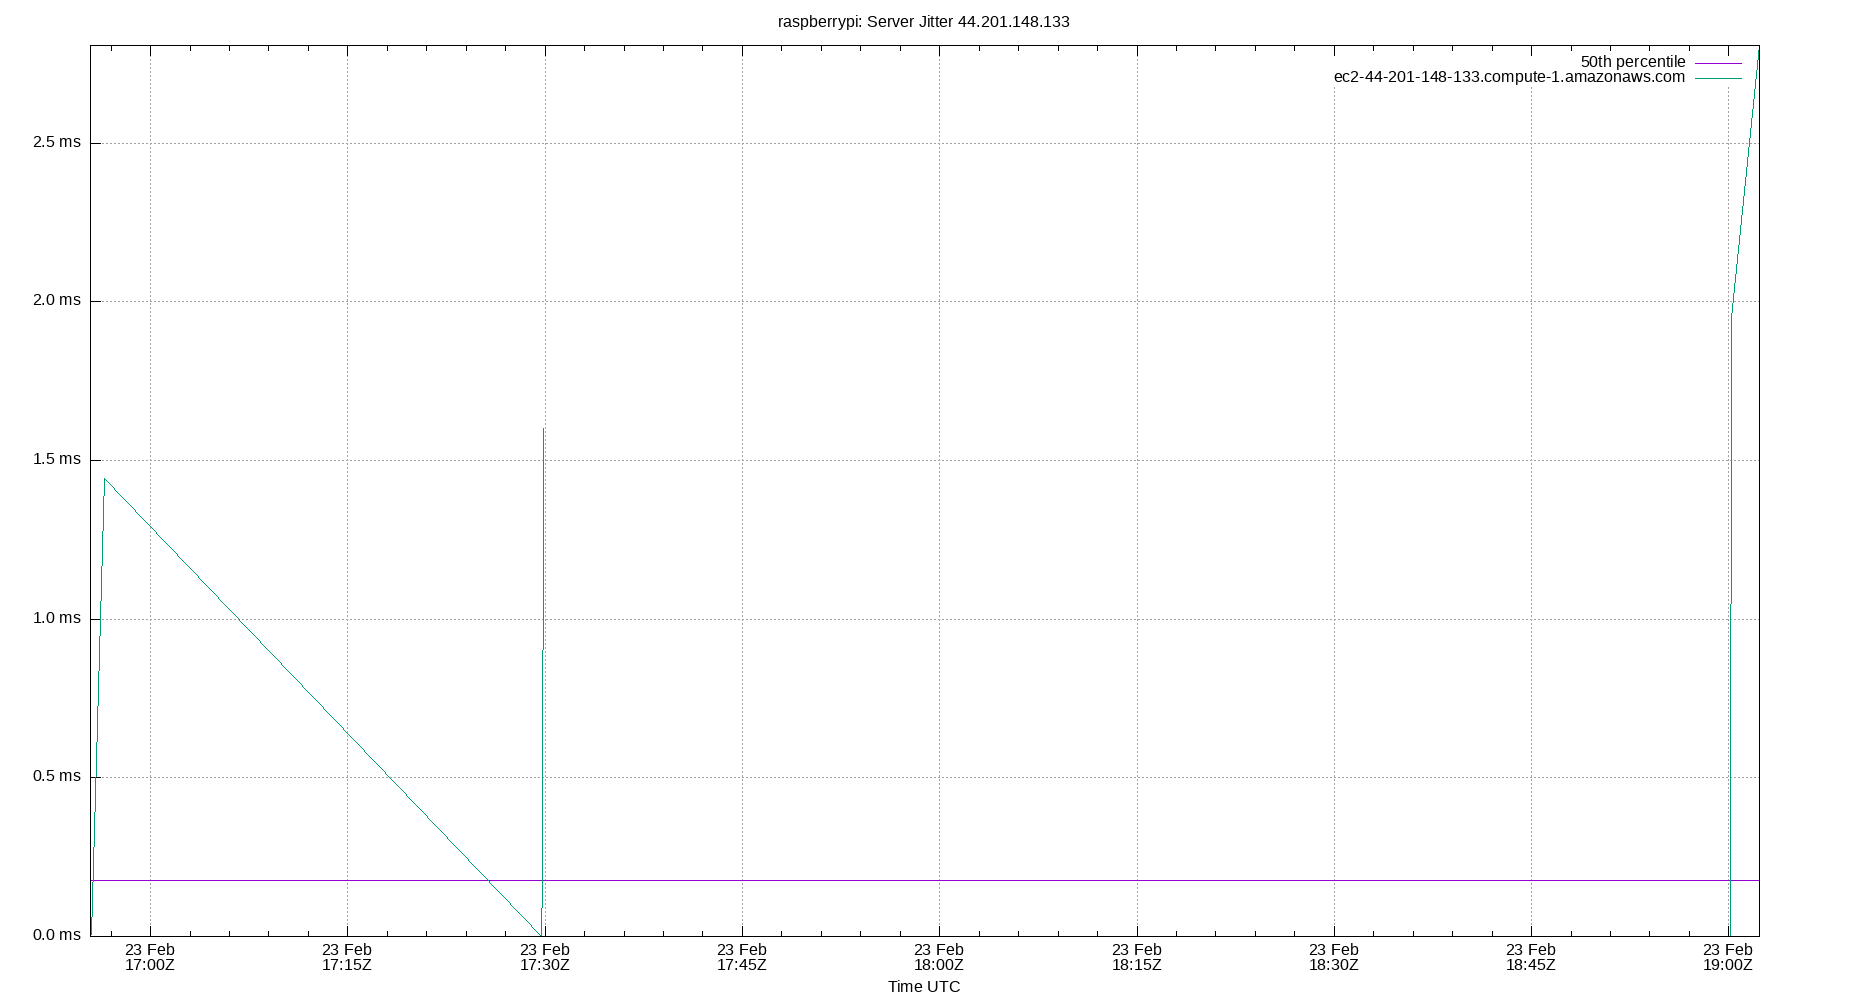 raspberrypi: Server Jitter 44.201.148.133
50th percentile
ec2-44-201-148-133.compute-1.amazonaws.com
2.5 ms
2.0 ms
1.5 ms
1.0 ms
0.5 ms
0.0 ms
23 Feb 23 Feb 23 Feb 23 Feb 23 Feb 23 Feb 23 Feb 23 Feb 23 Feb
17:00Z 17:15Z 17:30Z 17:45Z 18:00Z 18:15Z 18:30Z 18:45Z 19:00Z
Time UTC